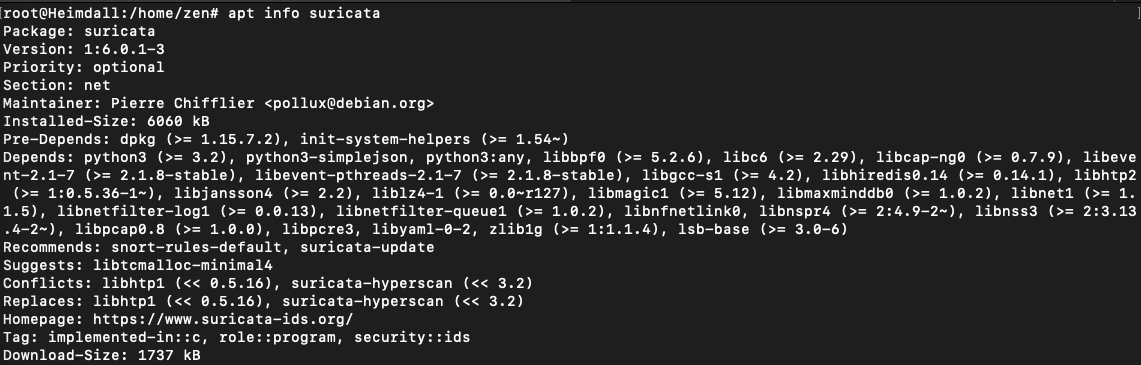 [root@Heimdall:/home/zen# apt info suricata ]
Package: suricata
Version: 1:6.0.1-3
Priority: optional
Section: net
Maintainer: Pierre Chifflier <pollux@debian.org>
Installed-Size: 6060 kB
Pre-Depends: dpkg (>= 1.15.7.2), init-system-helpers (>= 1.54~)
Depends: python3 (>= 3.2), python3-simplejson, python3:any, libbpf0 (>= 5.2.6), libc6 (>= 2.29), libcap-ng0 (>= 0.7.9), libeve
nt-2.1-7 (>= 2.1.8-stable), libevent-pthreads-2.1-7 (>= 2.1.8-stable), libgcc-s1 (>= 4.2), libhiredis0.14 (>= 0.14.1), libhtp2
 (>= 1:0.5.36-1~), libjansson4 (>= 2.2), liblz4-1 (>= 0.0~r127), libmagic1 (>= 5.12), libmaxminddb0 (>= 1.0.2), libnet1 (>= 1.
1.5), libnetfilter-log1 (>= 0.0.13), libnetfilter-queue1 (>= 1.0.2), libnfnetlink0, libnspr4 (>= 2:4.9-2~), libnss3 (>= 2:3.13
.4-2~), libpcap0.8 (>= 1.0.0), libpcre3, libyaml-0-2, zlib1g (>= 1:1.1.4), lsb-base (>= 3.0-6)
Recommends: snort-rules-default, suricata-update
Suggests: libtcmalloc-minimal4
Conflicts: libhtp1 (<< 0.5.16), suricata-hyperscan (<< 3.2)
Replaces: libhtp1 (<< 0.5.16), suricata-hyperscan (<< 3.2)
Homepage: https://www.suricata-ids.org/
Tag: implemented-in::c, role::program, security::ids
Download-Size: 1737 kB